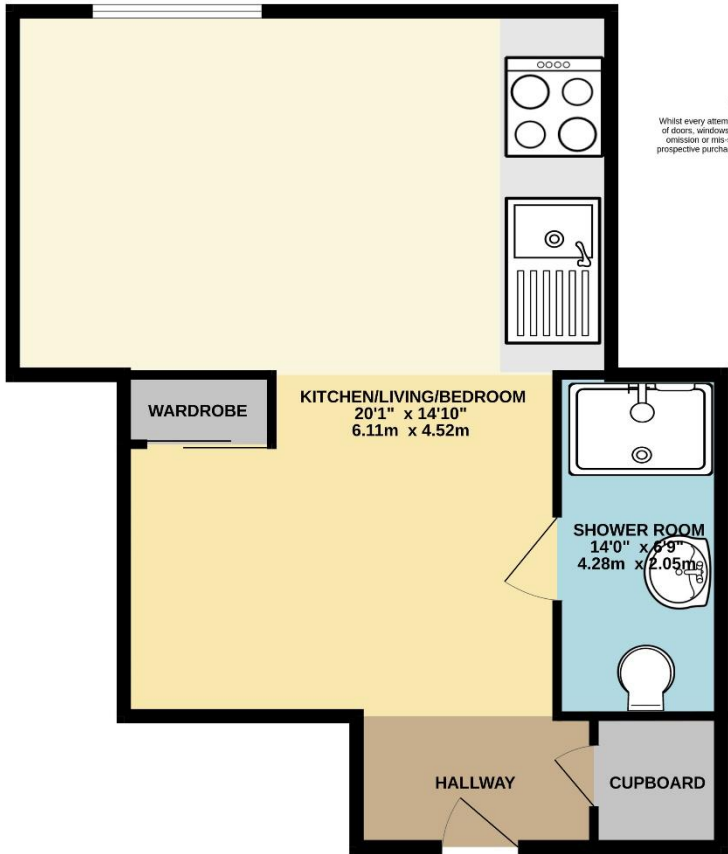 Whilst every attem
of doors, windows
omission or mis-
prospective purcha
WARDROBE
KITCHEN/LIVING/BEDROOM
20'1" x 14'10"
6.11m x 4.52m
SHOWER ROOM
14'0" x 6'9"
4.28m x 2.05m
HALLWAY
CUPBOARD